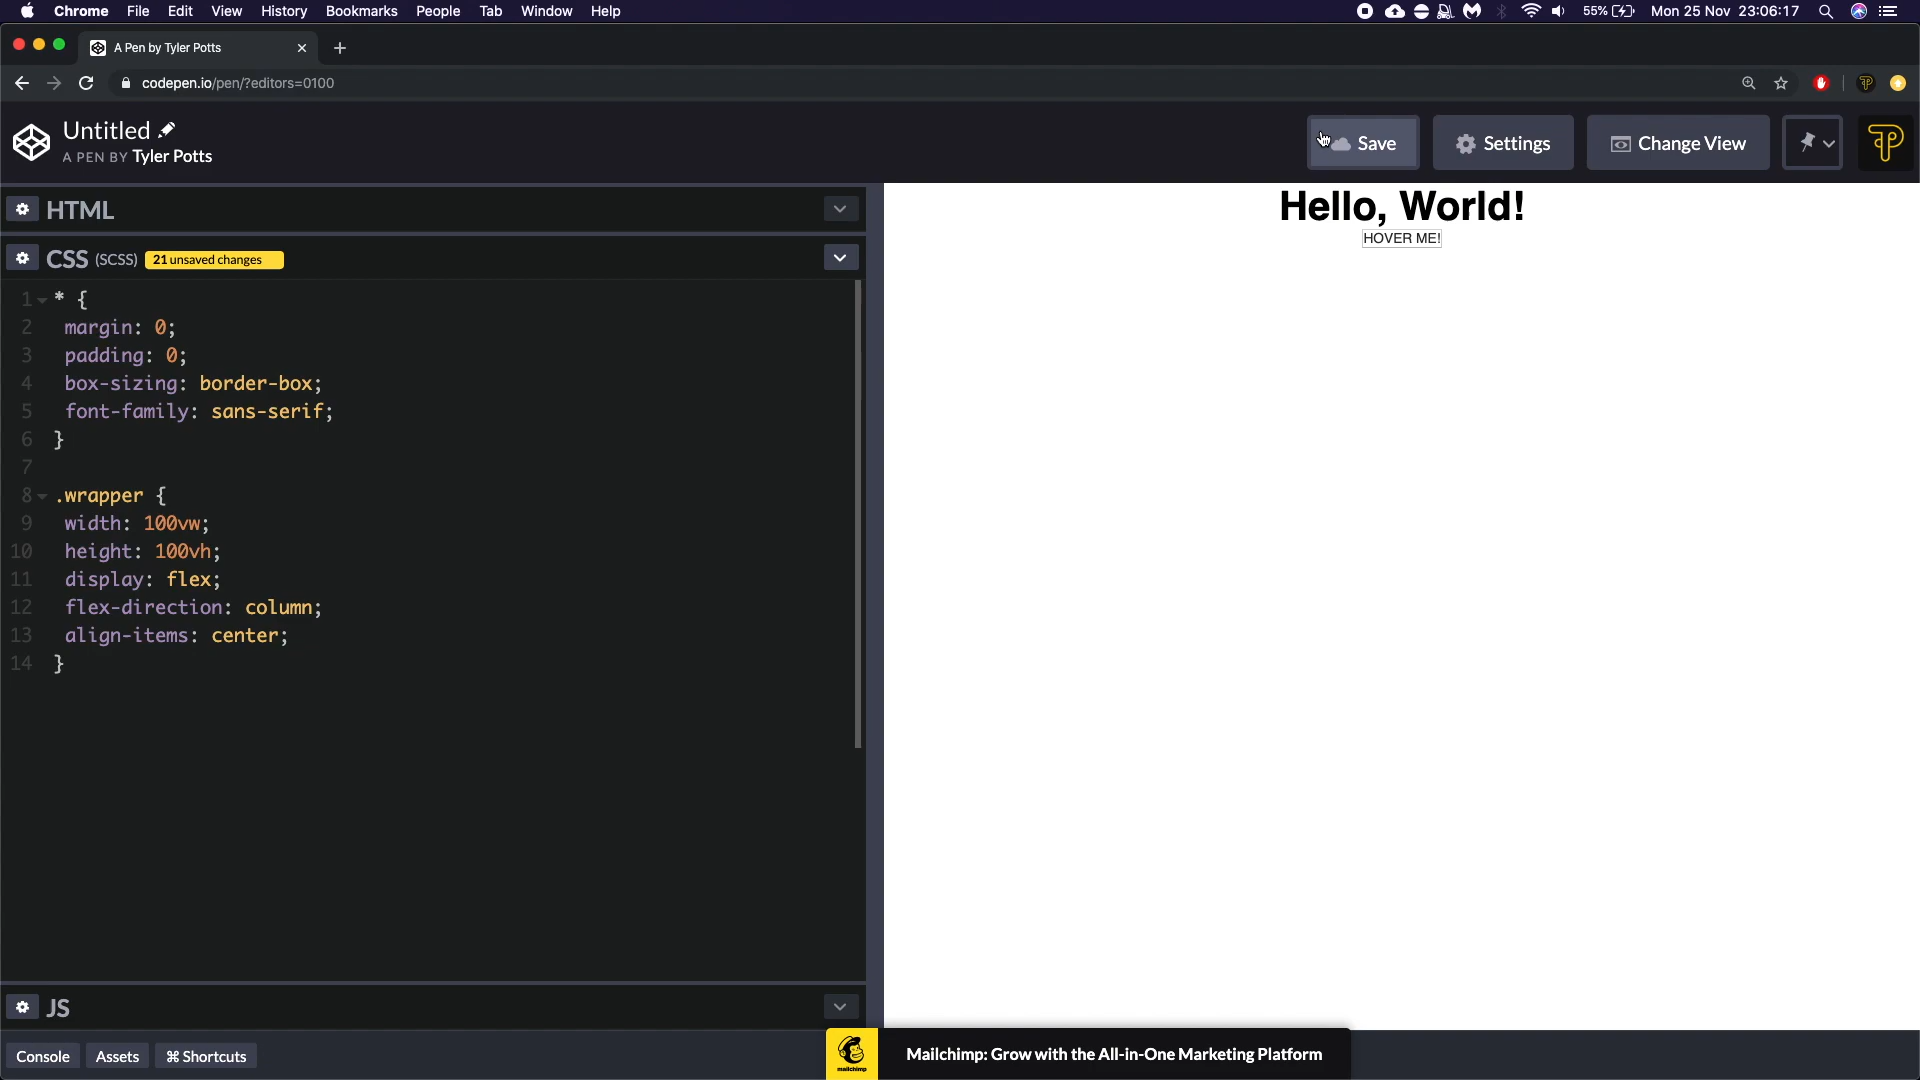 Chrome File Edit View History Bookmarks People Tab Window Help 55% Mon 25 Nov 23:06:17
A Pen by Tyler Potts
codepen.io/pen/?editors=0100
Untitled
A PEN BY Tyler Potts
Save Settings Change View
HTML
Hello, World!
HOVER ME!
CSS (SCSS) 21 unsaved changes
1 * {
2 margin: 0;
3 padding: 0;
4 box-sizing: border-box;
5 font-family: sans-serif;
6 }
7
8 .wrapper {
9 width: 100vw;
10 height: 100vh;
11 display: flex;
12 flex-direction: column;
13 align-items: center;
14 }
JS
Console Assets ⌘ Shortcuts
mailchimp
Mailchimp: Grow with the All-in-One Marketing Platform